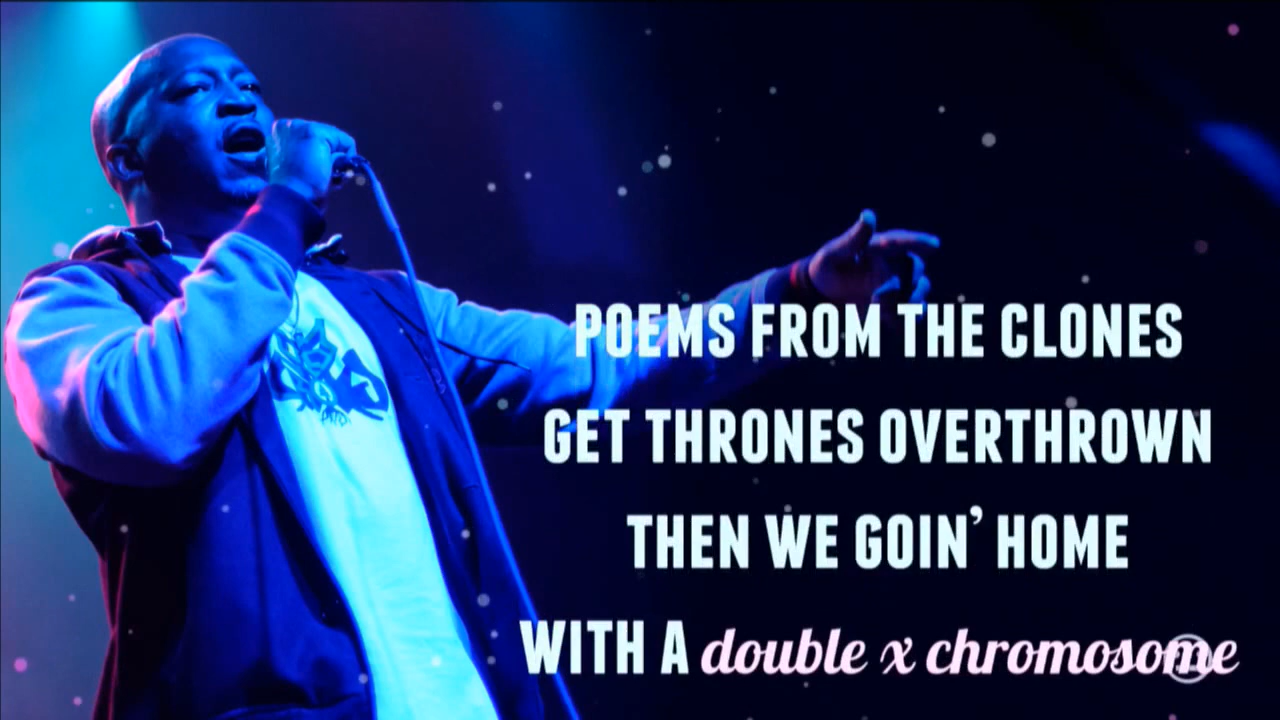 POEMS FROM THE CLONES
GET THRONES OVERTHROWN
THEN WE GOIN' HOME
WITH A double x chromosome